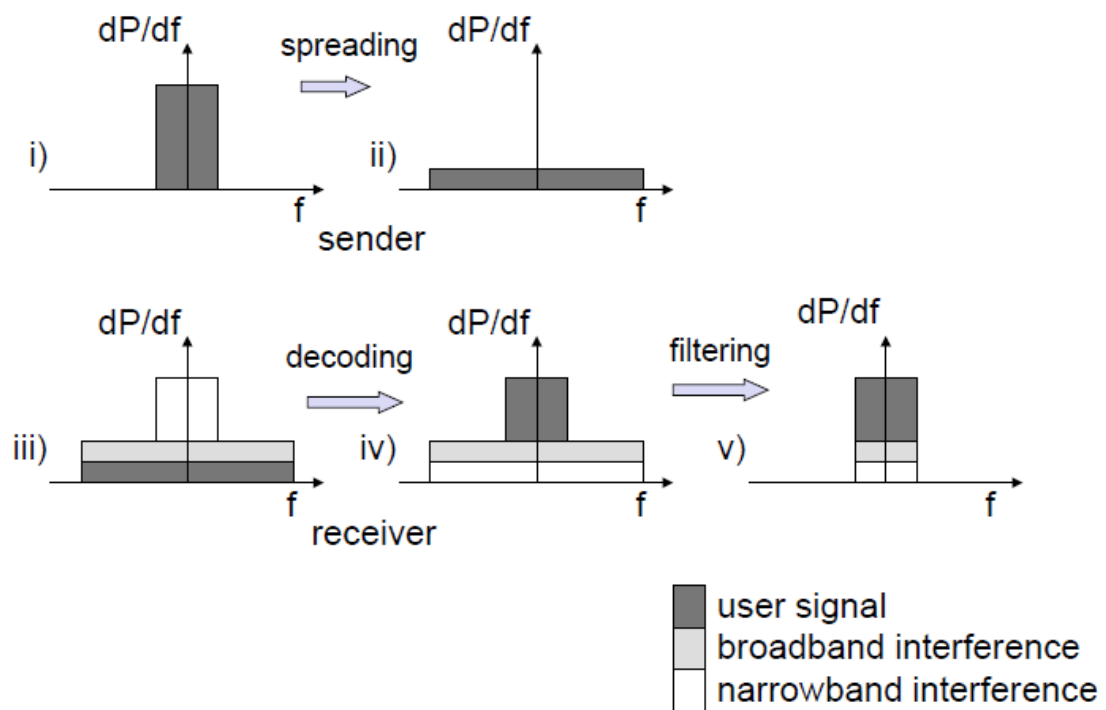 dP/df
spreading
dP/df
i)
ii)
f
f
sender
dP/df
decoding
dP/df
filtering
dP/df
iii)
iv)
v)
f
f
f
receiver
user signal
broadband interference
narrowband interference